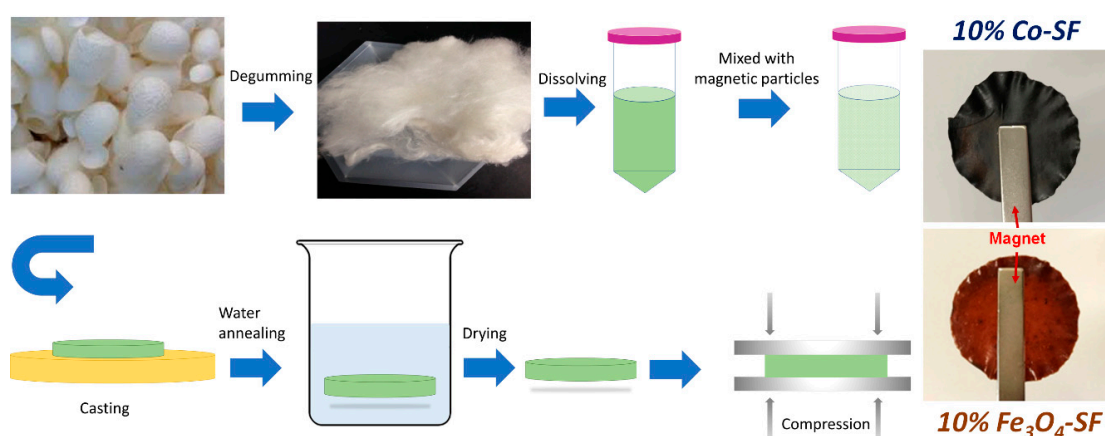 Degumming
Dissolving
Mixed with
magnetic particles
10% Co-SF
Magnet
Casting
Water
annealing
Drying
Compression
10% Fe₃O₄-SF